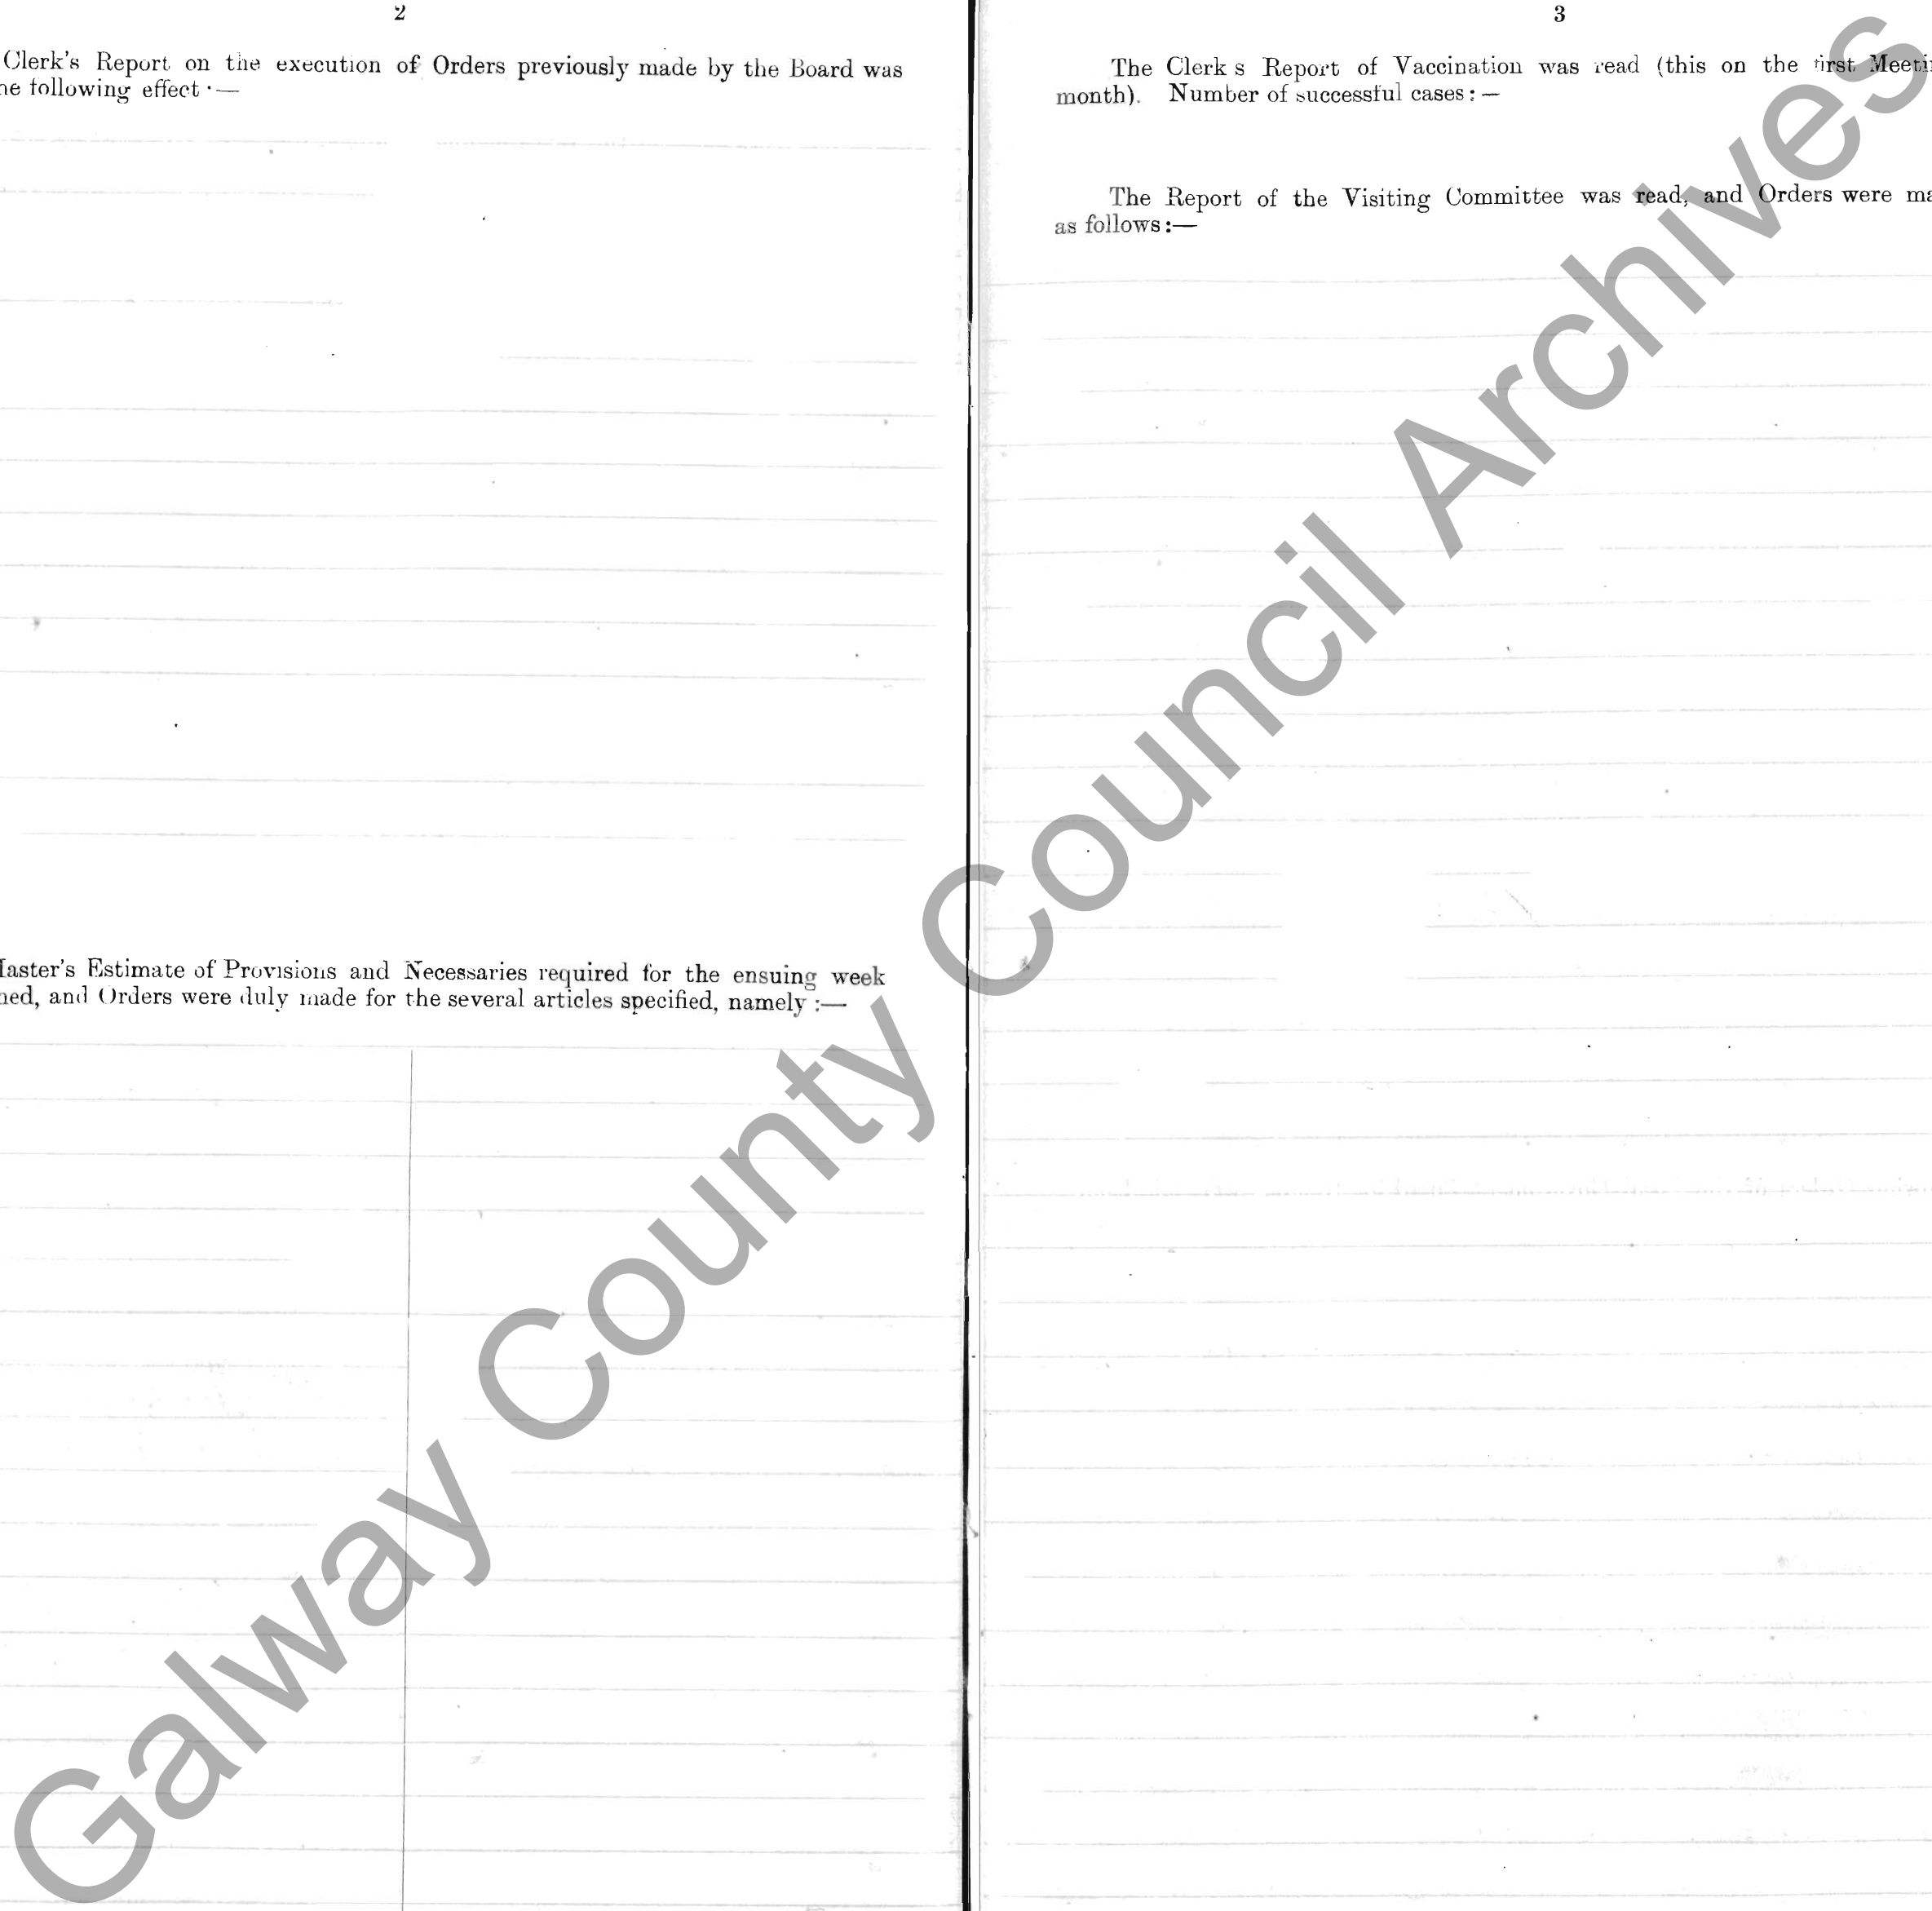 2
Clerk's Report on the execution of Orders previously made by the Board was
he following effect :—
Master's Estimate of Provisions and Necessaries required for the ensuing week
ned, and Orders were duly made for the several articles specified, namely :—
3
The Clerk s Report of Vaccination was read (this on the first Meeti
month). Number of successful cases :—
The Report of the Visiting Committee was read, and Orders were ma
as follows :—
Galway County Council Archives